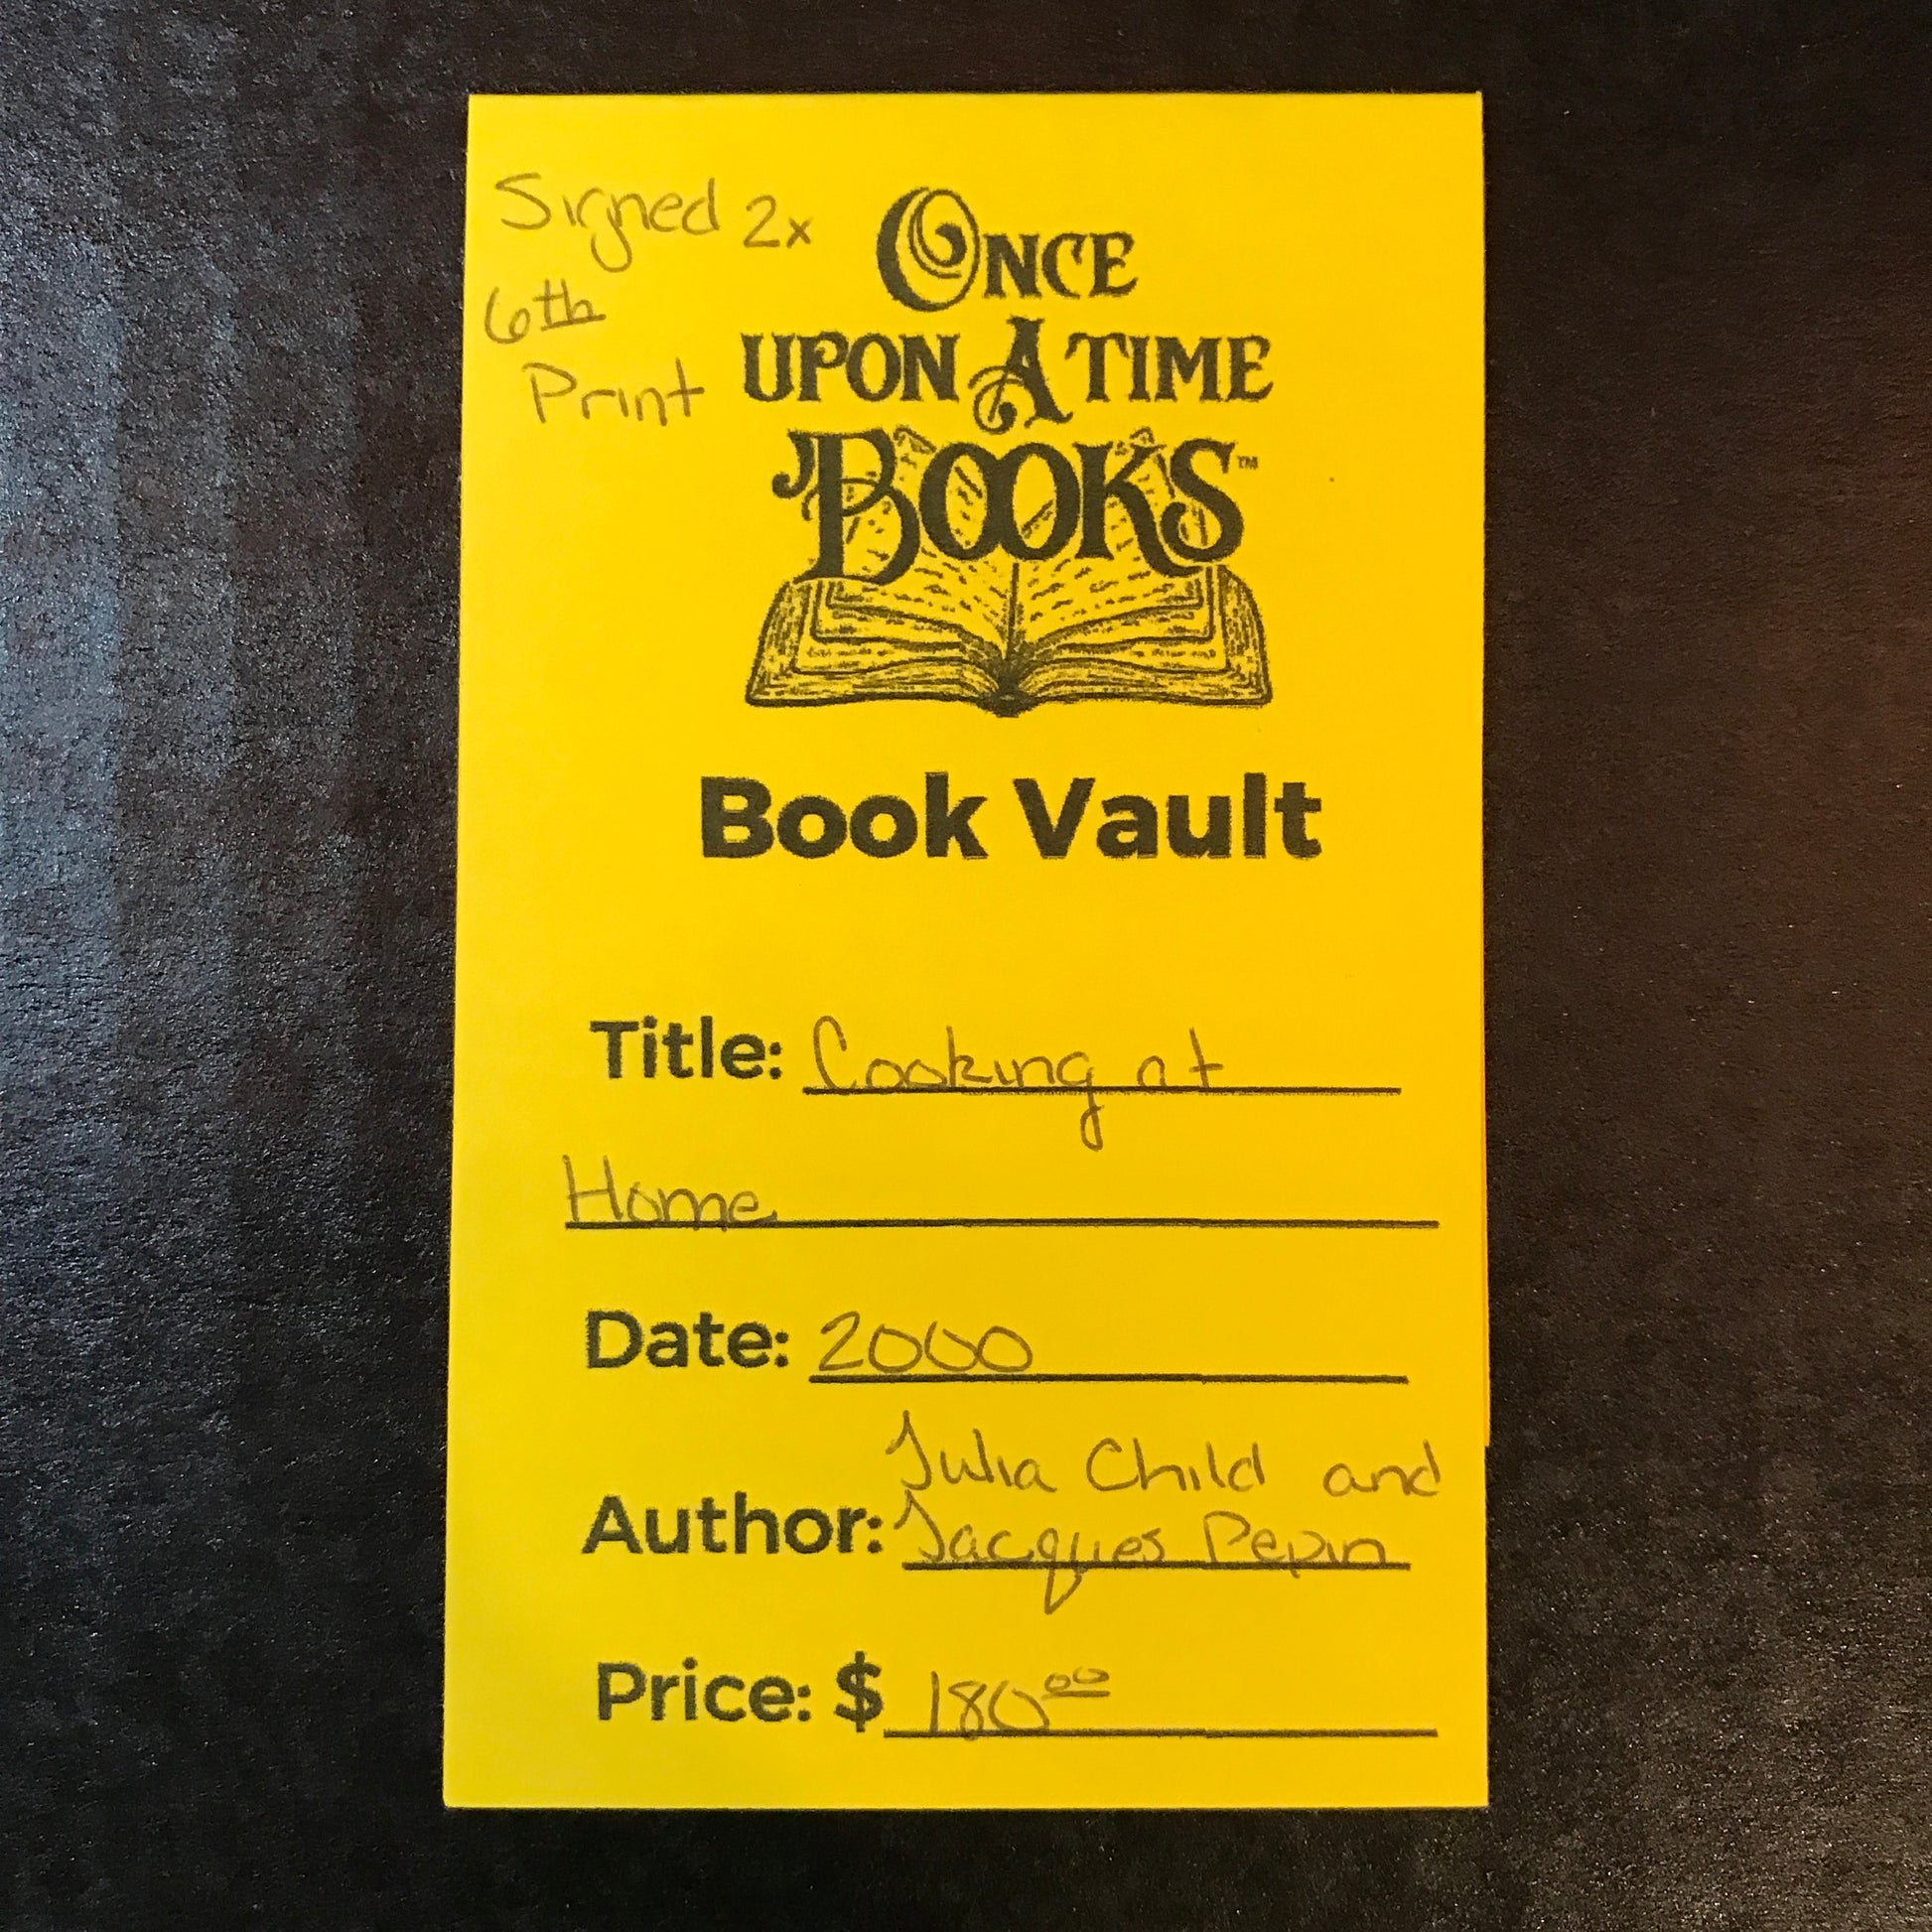 Signed 2x
6th
Print
ONCE
UPON A TIME
BOOKS™
Book Vault
Title: Cooking at
Home
Date: 2000
Julia Child and
Author: Jacques Pepin
Price: $ 180.00